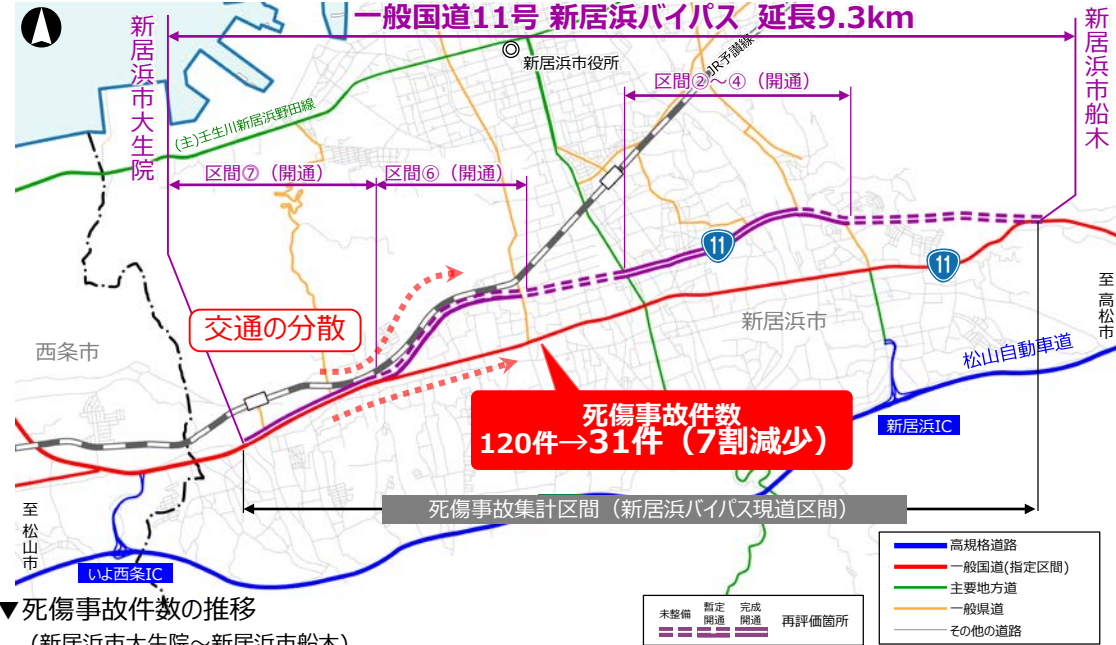 一般国道11号 新居浜バイパス 延長9.3km
新居浜市大生院
新居浜市船木
新居浜市役所
JR予讃線
区間②～④（開通）
(主)壬生川新居浜野田線
区間⑦（開通）
区間⑥（開通）
11
11
至 高松市
交通の分散
新居浜市
西条市
松山自動車道
死傷事故件数
120件→31件（7割減少）
新居浜IC
死傷事故集計区間（新居浜バイパス現道区間）
至 松山市
いよ西条IC
高規格道路
一般国道(指定区間)
主要地方道
一般県道
その他の道路
未整備
暫定開通
完成開通
再評価箇所
▼死傷事故件数の推移
（新居浜市大生院～新居浜市船木）